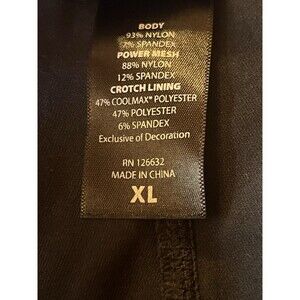 BODY
93% NYLON
7% SPANDEX
POWER MESH
88% NYLON
12% SPANDEX
CROTCH LINING
47% COOLMAX® POLYESTER
47% POLYESTER
6% SPANDEX
Exclusive of Decoration
RN 126632
MADE IN CHINA
XL